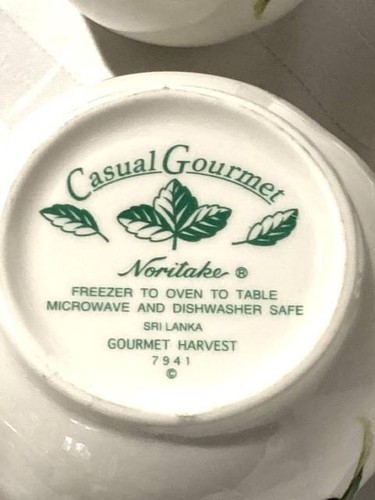 Casual Gourmet
Noritake ®
FREEZER TO OVEN TO TABLE
MICROWAVE AND DISHWASHER SAFE
SRI LANKA
GOURMET HARVEST
7941
©